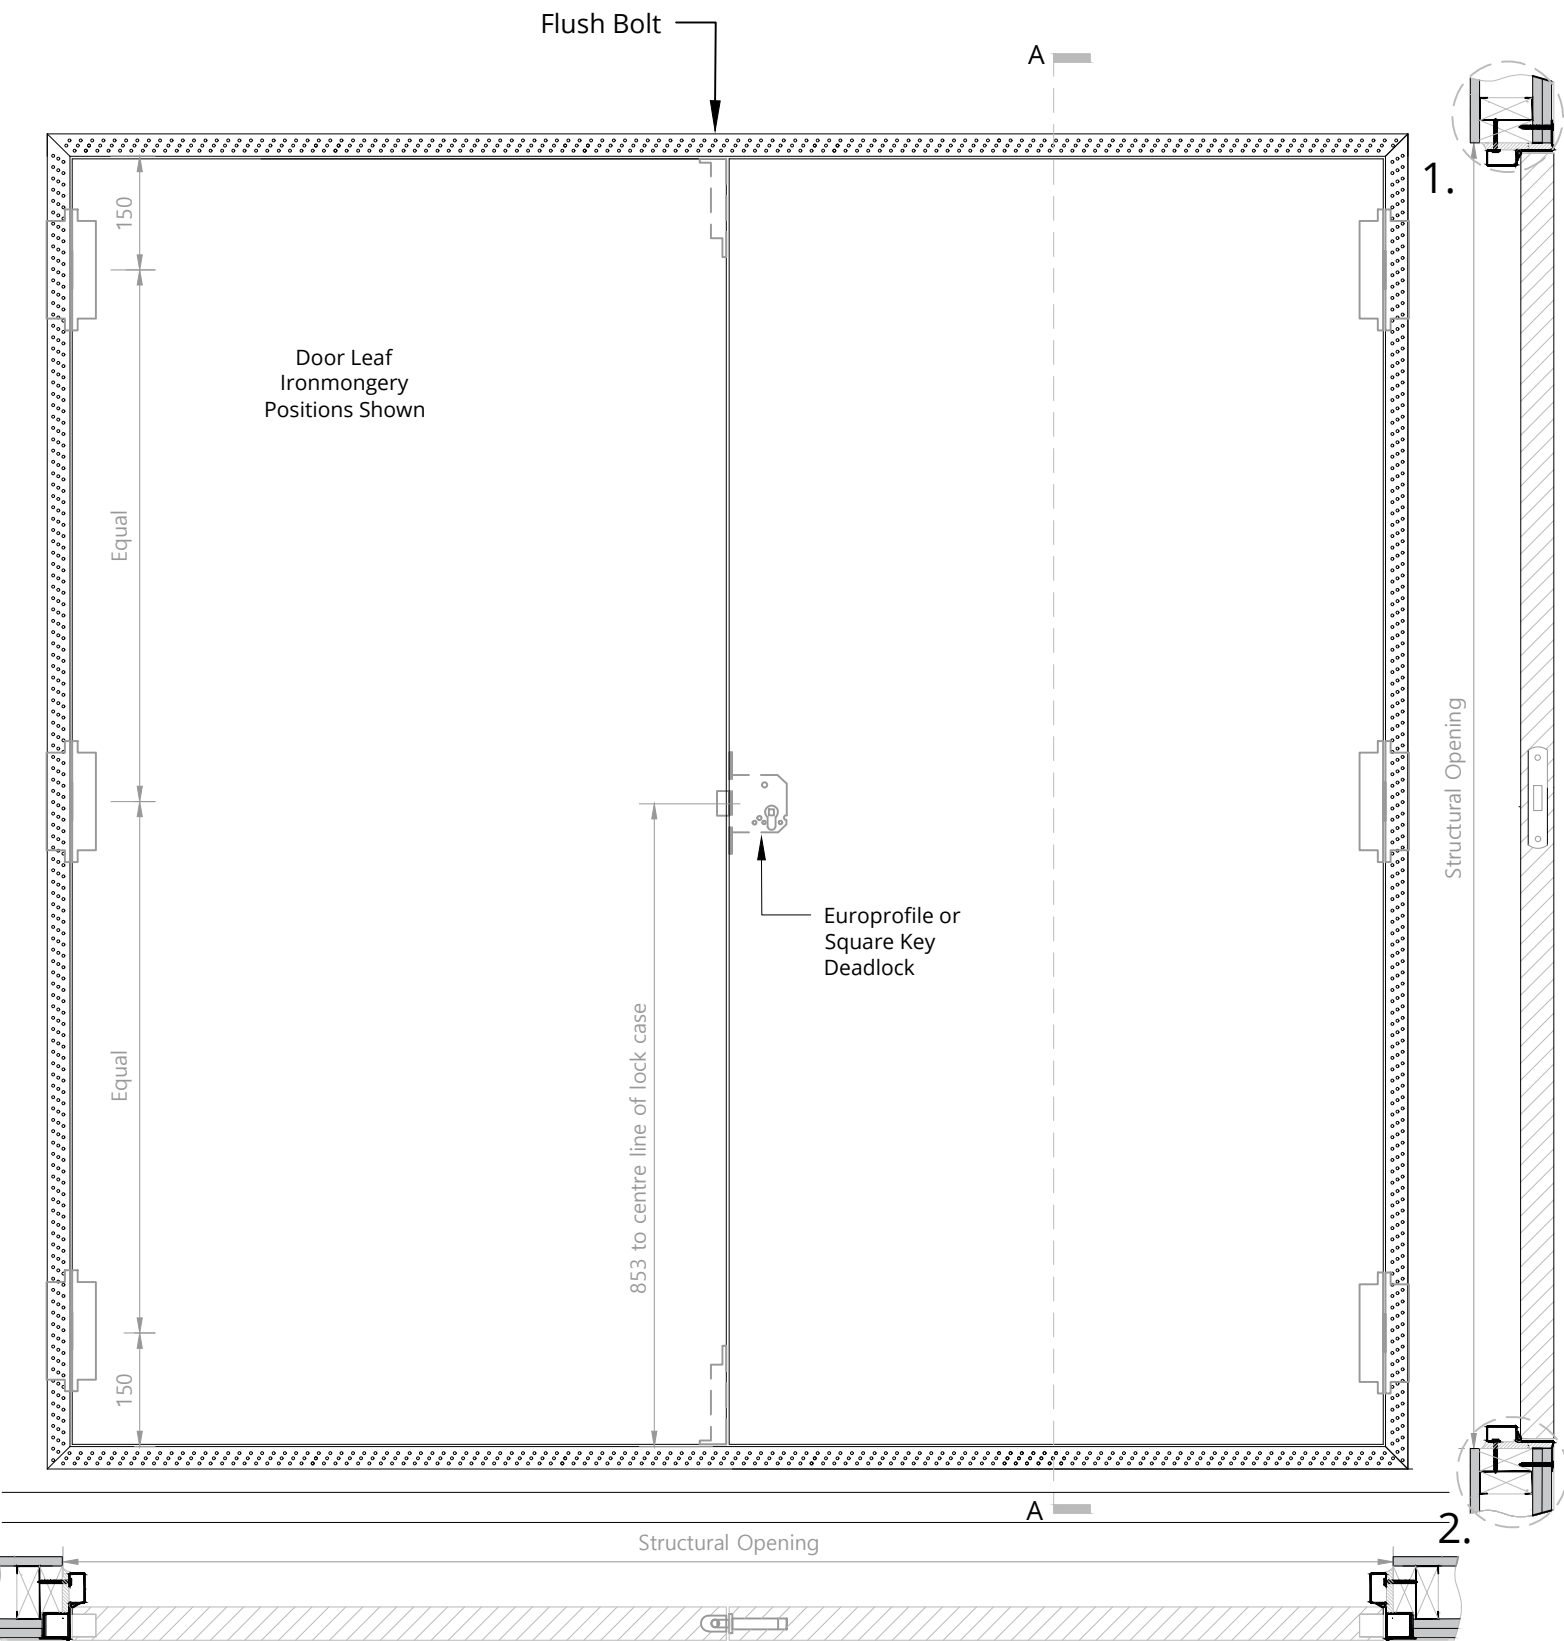 Flush Bolt
A
1.
150
Door Leaf
Ironmongery
Positions Shown
Equal
Structural Opening
Europrofile or
Square Key
Deadlock
853 to centre line of lock case
Equal
150
A
2.
Structural Opening